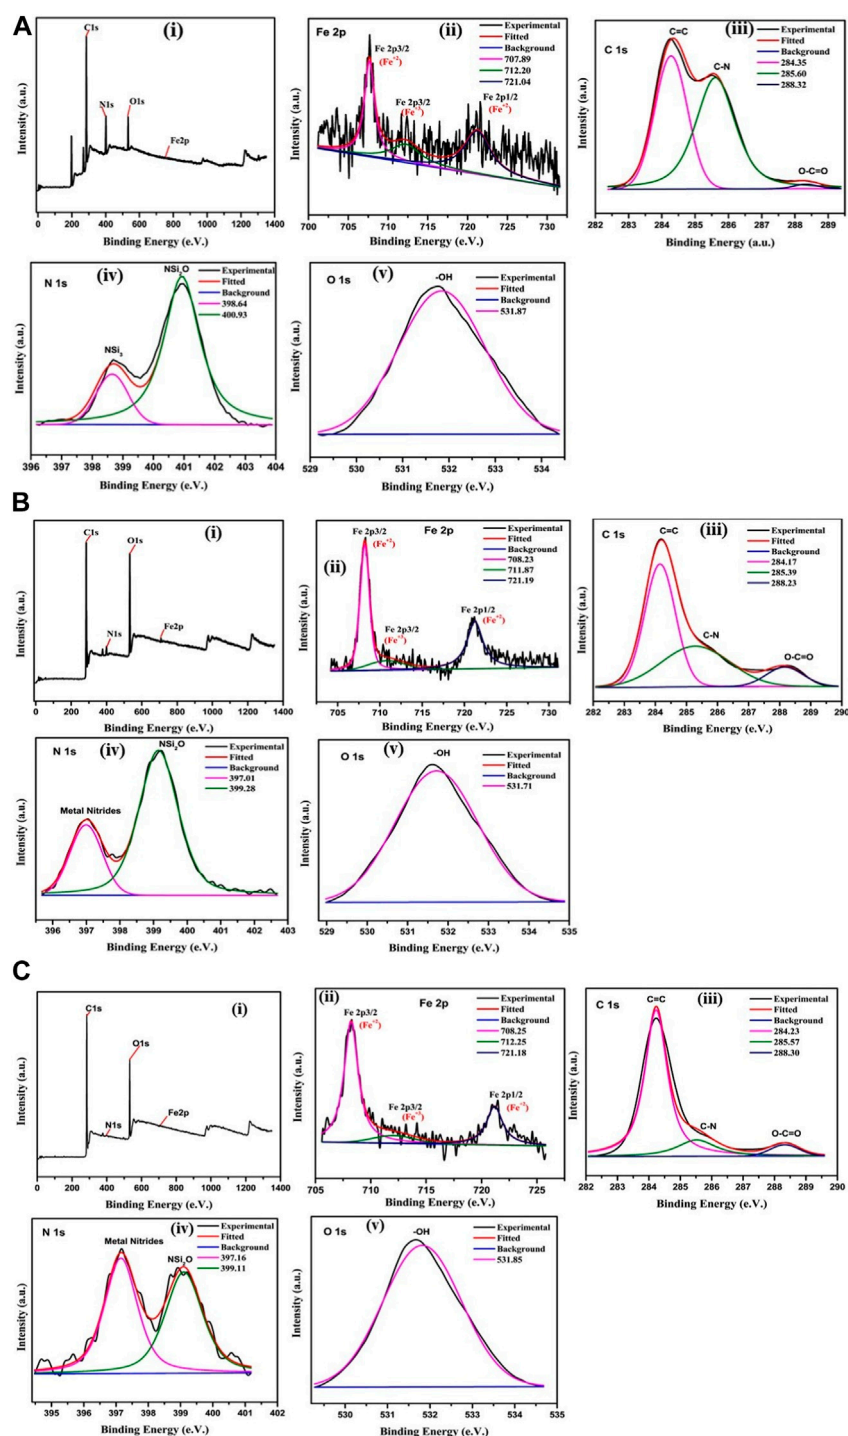 A
(i)
C1s
N1s
O1s
Fe2p
Intensity (a.u.)
0 200 400 600 800 1000 1200 1400
Binding Energy (e.V.)
Fe 2p
(ii)
Fe 2p3/2
(Fe+2)
Fe 2p3/2
Fe 2p1/2
(Fe+2)
Experimental
Fitted
Background
707.89
712.20
721.04
Intensity (a.u.)
700 705 710 715 720 725 730
Binding Energy (e.V.)
C 1s
(iii)
C=C
C-N
O-C=O
Experimental
Fitted
Background
284.35
285.60
288.32
Intensity (a.u.)
282 283 284 285 286 287 288 289
Binding Energy (a.u.)
N 1s
(iv)
NSi2O
NSi3
Experimental
Fitted
Background
398.64
400.93
Intensity (a.u.)
396 397 398 399 400 401 402 403 404
Binding Energy (e.V.)
O 1s
(v)
-OH
Experimental
Fitted
Background
531.87
Intensity (a.u.)
529 530 531 532 533 534
Binding Energy (e.V.)
B
(i)
C1s
O1s
N1s
Fe2p
Intensity (a.u.)
0 200 400 600 800 1000 1200 1400
Binding Energy (e.V.)
Fe 2p
(ii)
Fe 2p3/2
(Fe+2)
Fe 2p3/2
Fe 2p1/2
(Fe+2)
Experimental
Fitted
Background
708.23
711.87
721.19
Intensity (a.u.)
705 710 715 720 725 730
Binding Energy (e.V.)
C 1s
(iii)
C=C
C-N
O-C=O
Experimental
Fitted
Background
284.17
285.39
288.23
Intensity (a.u.)
282 283 284 285 286 287 288 289 290
Binding Energy (e.V.)
N 1s
(iv)
NSi2O
Metal Nitrides
Experimental
Fitted
Background
397.01
399.28
Intensity (a.u.)
396 397 398 399 400 401 402 403
Binding Energy (e.V.)
O 1s
(v)
-OH
Experimental
Fitted
Background
531.71
Intensity (a.u.)
529 530 531 532 533 534 535
Binding Energy (e.V.)
C
(i)
C1s
O1s
N1s
Fe2p
Intensity (a.u.)
0 200 400 600 800 1000 1200 1400
Binding Energy (e.V.)
(ii)
Fe 2p
Fe 2p3/2
(Fe+2)
Fe 2p3/2
Fe 2p1/2
(Fe+2)
Experimental
Fitted
Background
708.25
712.25
721.18
Intensity (a.u.)
705 710 715 720 725
Binding Energy (e.V.)
C 1s
(iii)
C=C
C-N
O-C=O
Experimental
Fitted
Background
284.23
285.57
288.30
Intensity (a.u.)
282 283 284 285 286 287 288 289 290
Binding Energy (e.V.)
N 1s
(iv)
Metal Nitrides
NSi2O
Experimental
Fitted
Background
397.16
399.11
Intensity (a.u.)
395 396 397 398 399 400 401 402
Binding Energy (e.V.)
O 1s
(v)
-OH
Experimental
Fitted
Background
531.85
Intensity (a.u.)
530 531 532 533 534 535
Binding Energy (e.V.)